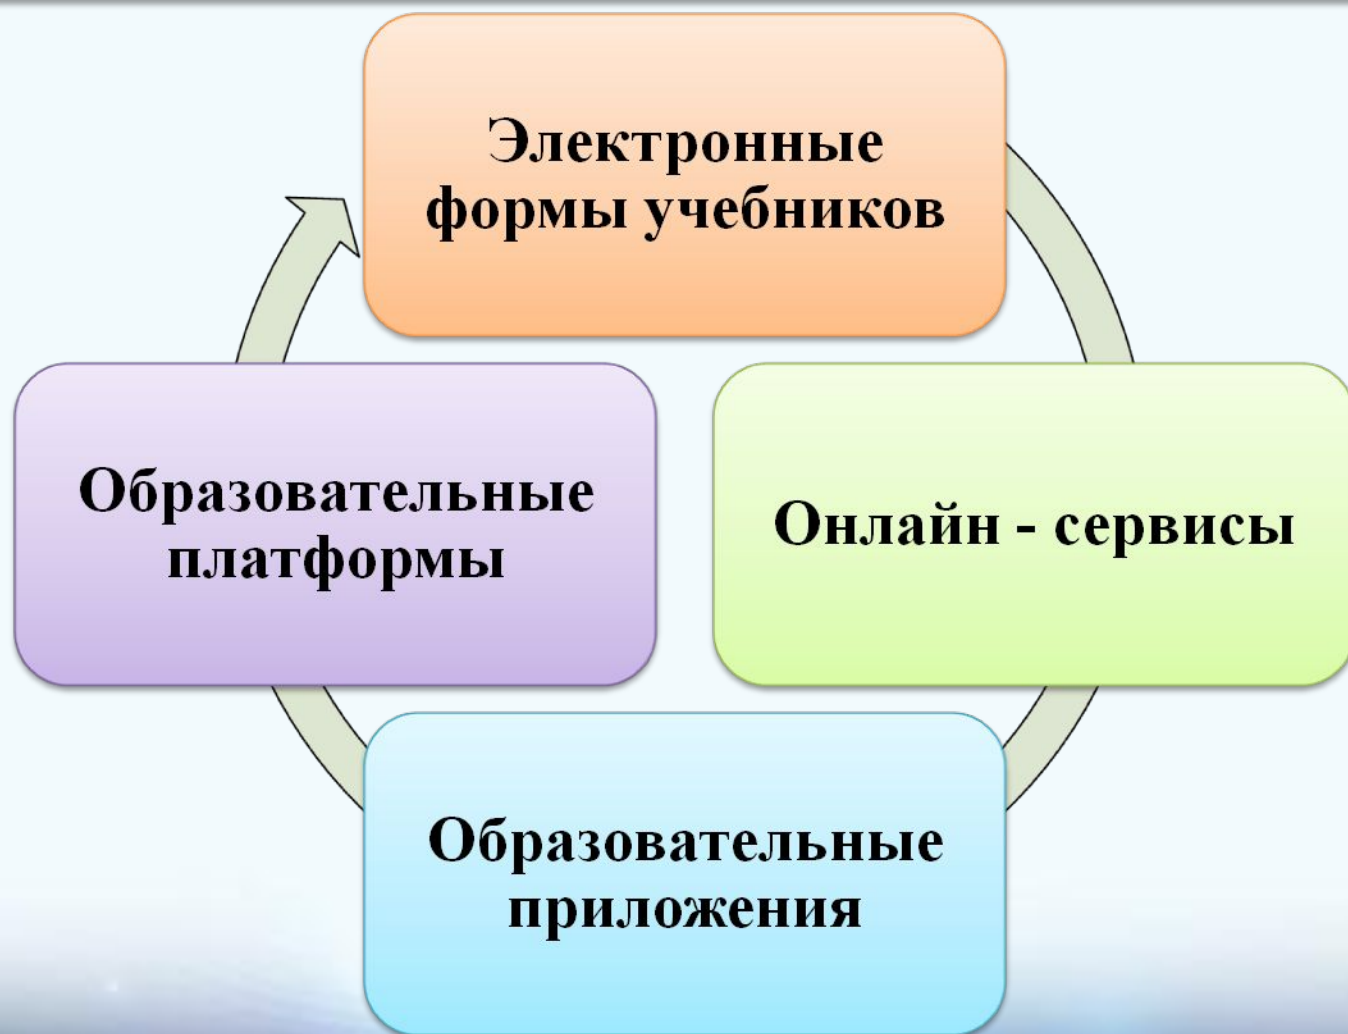 Электронные
формы учебников
Образовательные
платформы
Онлайн - сервисы
Образовательные
приложения